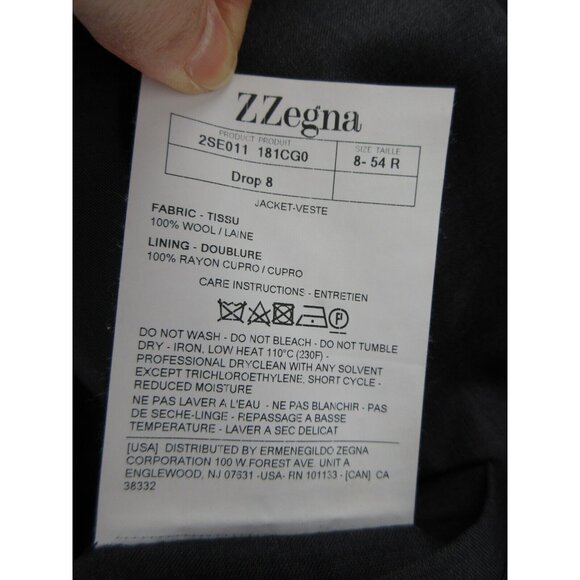 ZZegna
PRODUCT PRODUIT SIZE TAILLE
2SE011 181CG0 8- 54 R
Drop 8
JACKET-VESTE
FABRIC - TISSU
100% WOOL / LAINE
LINING - DOUBLURE
100% RAYON CUPRO / CUPRO
CARE INSTRUCTIONS - ENTRETIEN
P
DO NOT WASH - DO NOT BLEACH - DO NOT TUMBLE
DRY - IRON, LOW HEAT 110°C (230F) -
PROFESSIONAL DRYCLEAN WITH ANY SOLVENT
EXCEPT TRICHLOROETHYLENE, SHORT CYCLE -
REDUCED MOISTURE
NE PAS LAVER A L'EAU - NE PAS BLANCHIR - PAS
DE SECHE-LINGE - REPASSAGE A BASSE
TEMPERATURE - LAVER A SEC DELICAT
[USA] DISTRIBUTED BY ERMENEGILDO ZEGNA
CORPORATION 100 W FOREST AVE. UNIT A
ENGLEWOOD, NJ 07631 -USA- RN 101133 - [CAN] CA
38332